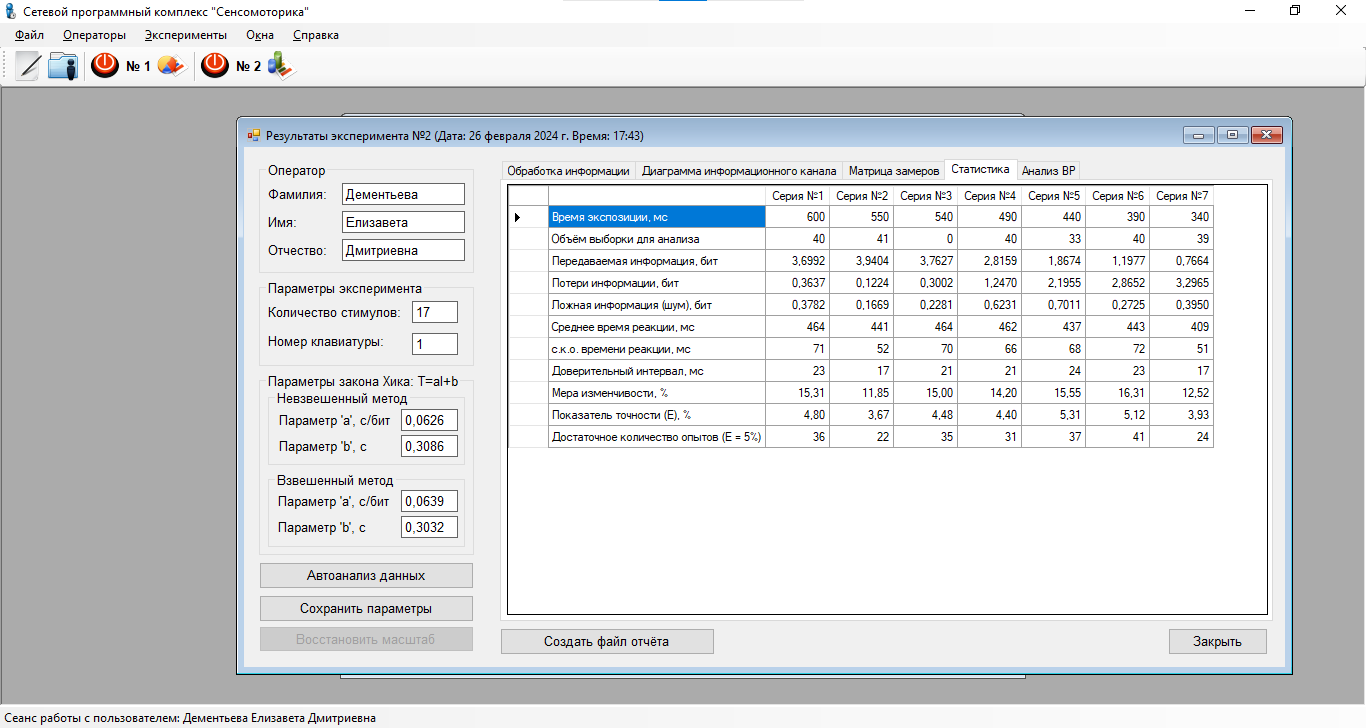 Сетевой программный комплекс "Сенсомоторика"
Файл Операторы Эксперименты Окна Справка
№ 1 № 2
Результаты эксперимента №2 (Дата: 26 февраля 2024 г. Время: 17:43)
Оператор
Фамилия: Дементьева
Имя: Елизавета
Отчество: Дмитриевна
Параметры эксперимента
Количество стимулов: 17
Номер клавиатуры: 1
Параметры закона Хика: T=aI+b
Невзвешенный метод
Параметр 'a', с/бит 0,0626
Параметр 'b', с 0,3086
Взвешенный метод
Параметр 'a', с/бит 0,0639
Параметр 'b', с 0,3032
Автоанализ данных
Сохранить параметры
Восстановить масштаб
Обработка информации Диаграмма информационного канала Матрица замеров Статистика Анализ ВР
Серия №1 Серия №2 Серия №3 Серия №4 Серия №5 Серия №6 Серия №7
Время экспозиции, мс 600 550 540 490 440 390 340
Объём выборки для анализа 40 41 0 40 33 40 39
Передаваемая информация, бит 3,6992 3,9404 3,7627 2,8159 1,8674 1,1977 0,7664
Потери информации, бит 0,3637 0,1224 0,3002 1,2470 2,1955 2,8652 3,2965
Ложная информация (шум), бит 0,3782 0,1669 0,2281 0,6231 0,7011 0,2725 0,3950
Среднее время реакции, мс 464 441 464 462 437 443 409
с.к.о. времени реакции, мс 71 52 70 66 68 72 51
Доверительный интервал, мс 23 17 21 21 24 23 17
Мера изменчивости, % 15,31 11,85 15,00 14,20 15,55 16,31 12,52
Показатель точности (E), % 4,80 3,67 4,48 4,40 5,31 5,12 3,93
Достаточное количество опытов (E = 5%) 36 22 35 31 37 41 24
Создать файл отчёта
Закрыть
Сеанс работы с пользователем: Дементьева Елизавета Дмитриевна